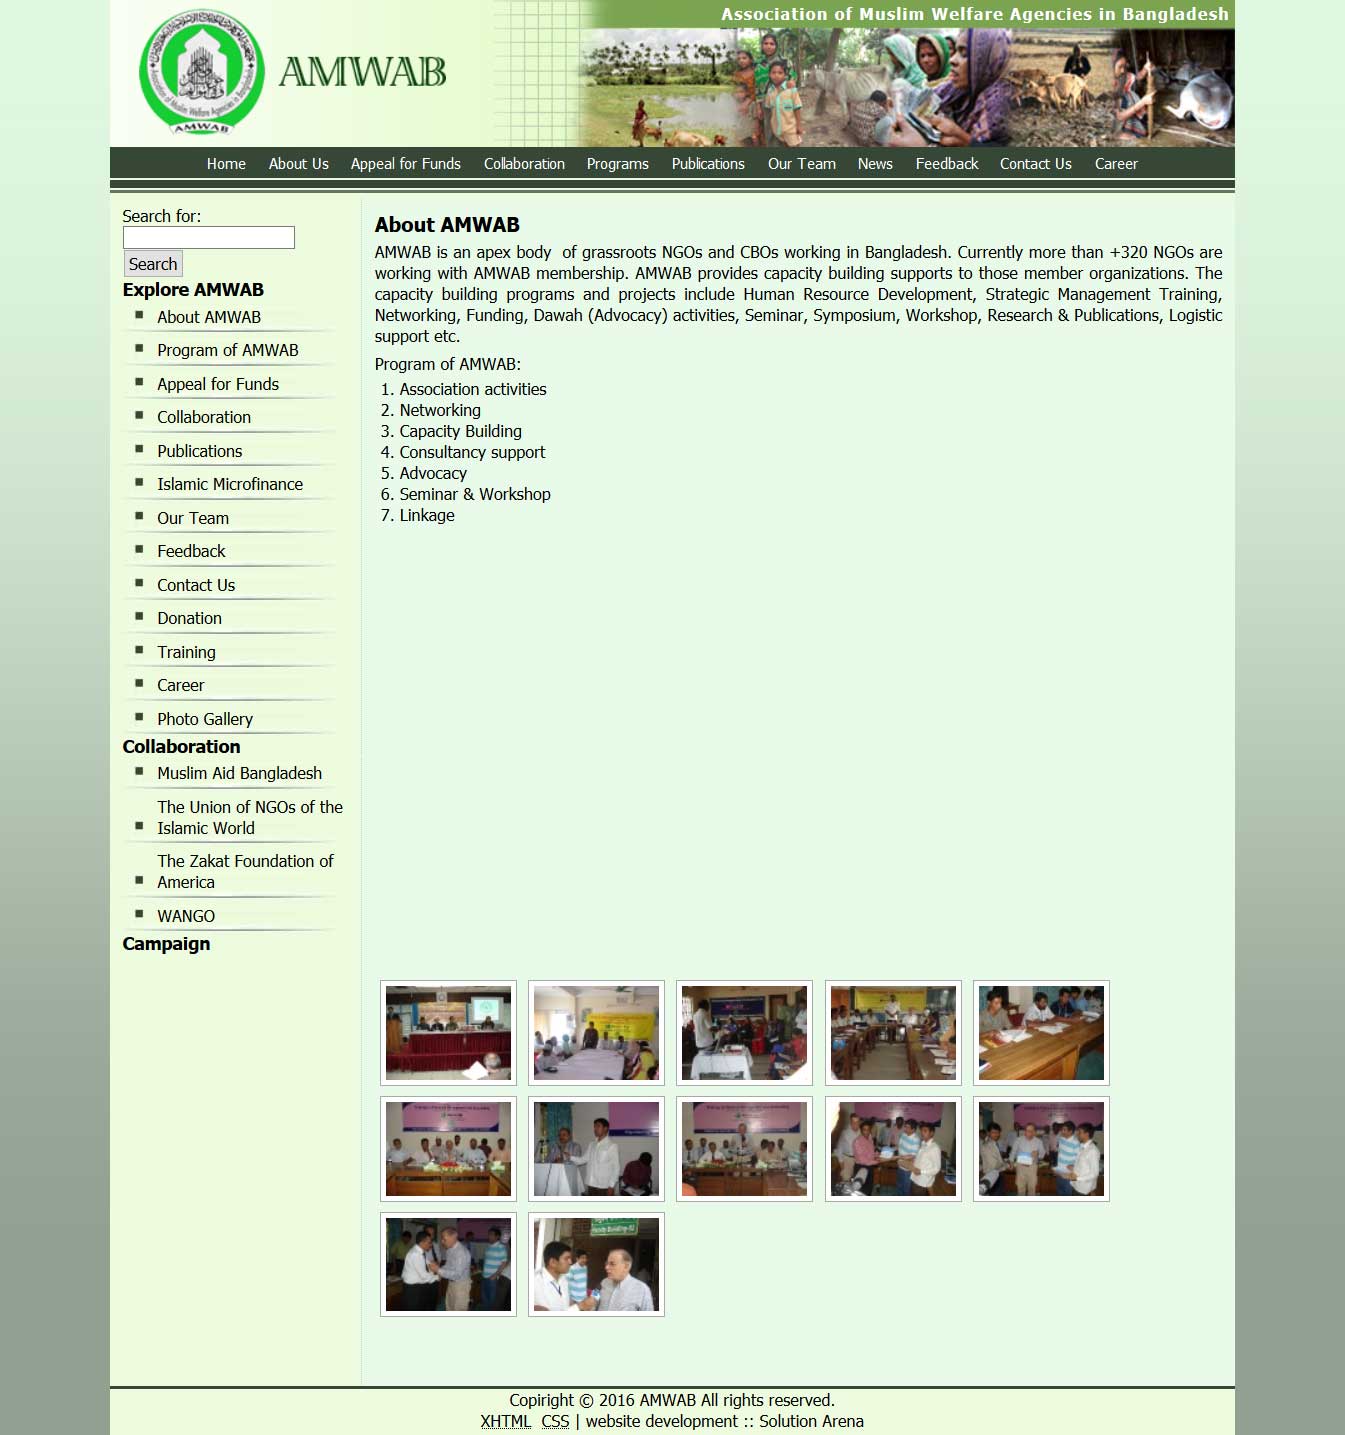 Association of Muslim Welfare Agencies in Bangladesh
Association of Muslim Welfare Agencies in Bangladesh
AMWAB
AMWAB
Home About Us Appeal for Funds Collaboration Programs Publications Our Team News Feedback Contact Us Career
Search for:
Search
Explore AMWAB
About AMWAB
Program of AMWAB
Appeal for Funds
Collaboration
Publications
Islamic Microfinance
Our Team
Feedback
Contact Us
Donation
Training
Career
Photo Gallery
Collaboration
Muslim Aid Bangladesh
The Union of NGOs of the
Islamic World
The Zakat Foundation of
America
WANGO
Campaign
About AMWAB
AMWAB is an apex body of grassroots NGOs and CBOs working in Bangladesh. Currently more than +320 NGOs are
working with AMWAB membership. AMWAB provides capacity building supports to those member organizations. The
capacity building programs and projects include Human Resource Development, Strategic Management Training,
Networking, Funding, Dawah (Advocacy) activities, Seminar, Symposium, Workshop, Research & Publications, Logistic
support etc.
Program of AMWAB:
1. Association activities
2. Networking
3. Capacity Building
4. Consultancy support
5. Advocacy
6. Seminar & Workshop
7. Linkage
Copiright © 2016 AMWAB All rights reserved.
XHTML CSS | website development :: Solution Arena